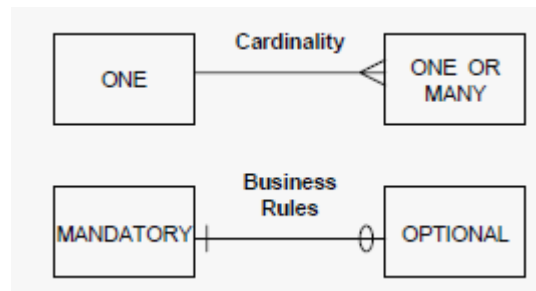 Cardinality
ONE
ONE OR
MANY
Business
Rules
MANDATORY
OPTIONAL